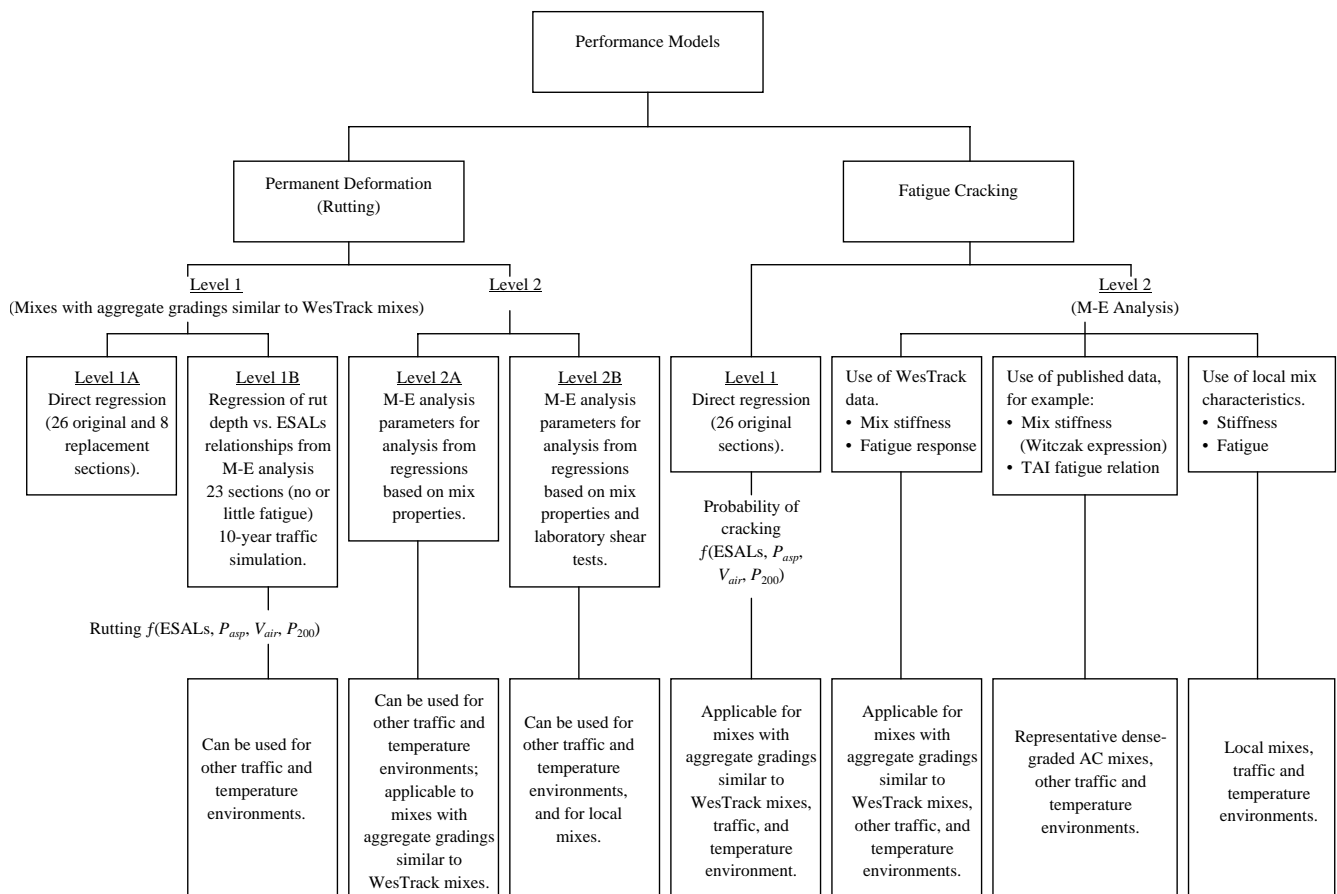 Performance Models
Permanent Deformation
(Rutting)
Fatigue Cracking
Level 1
(Mixes with aggregate gradings similar to WesTrack mixes)
Level 2
Level 2
(M-E Analysis)
Level 1A
Direct regression
(26 original and 8
replacement
sections).
Level 1B
Regression of rut
depth vs. ESALs
relationships from
M-E analysis
23 sections (no or
little fatigue)
10-year traffic
simulation.
Level 2A
M-E analysis
parameters for
analysis from
regressions
based on mix
properties.
Level 2B
M-E analysis
parameters for
analysis from
regressions
based on mix
properties and
laboratory shear
tests.
Level 1
Direct regression
(26 original
sections).
Use of WesTrack
data.
• Mix stiffness
• Fatigue response
Use of published data,
for example:
• Mix stiffness
(Witczak expression)
• TAI fatigue relation
Use of local mix
characteristics.
• Stiffness
• Fatigue
Probability of
cracking
f(ESALs, Pasp,
Vair, P200)
Rutting f(ESALs, Pasp, Vair, P200)
Can be used for
other traffic and
temperature
environments.
Can be used for
other traffic and
temperature
environments;
applicable to
mixes with
aggregate gradings
similar to
WesTrack mixes.
Can be used for
other traffic and
temperature
environments,
and for local
mixes.
Applicable for
mixes with
aggregate gradings
similar to
WesTrack mixes,
traffic, and
temperature
environment.
Applicable for
mixes with
aggregate gradings
similar to
WesTrack mixes,
other traffic, and
temperature
environments.
Representative dense-
graded AC mixes,
other traffic and
temperature
environments.
Local mixes,
traffic and
temperature
environments.